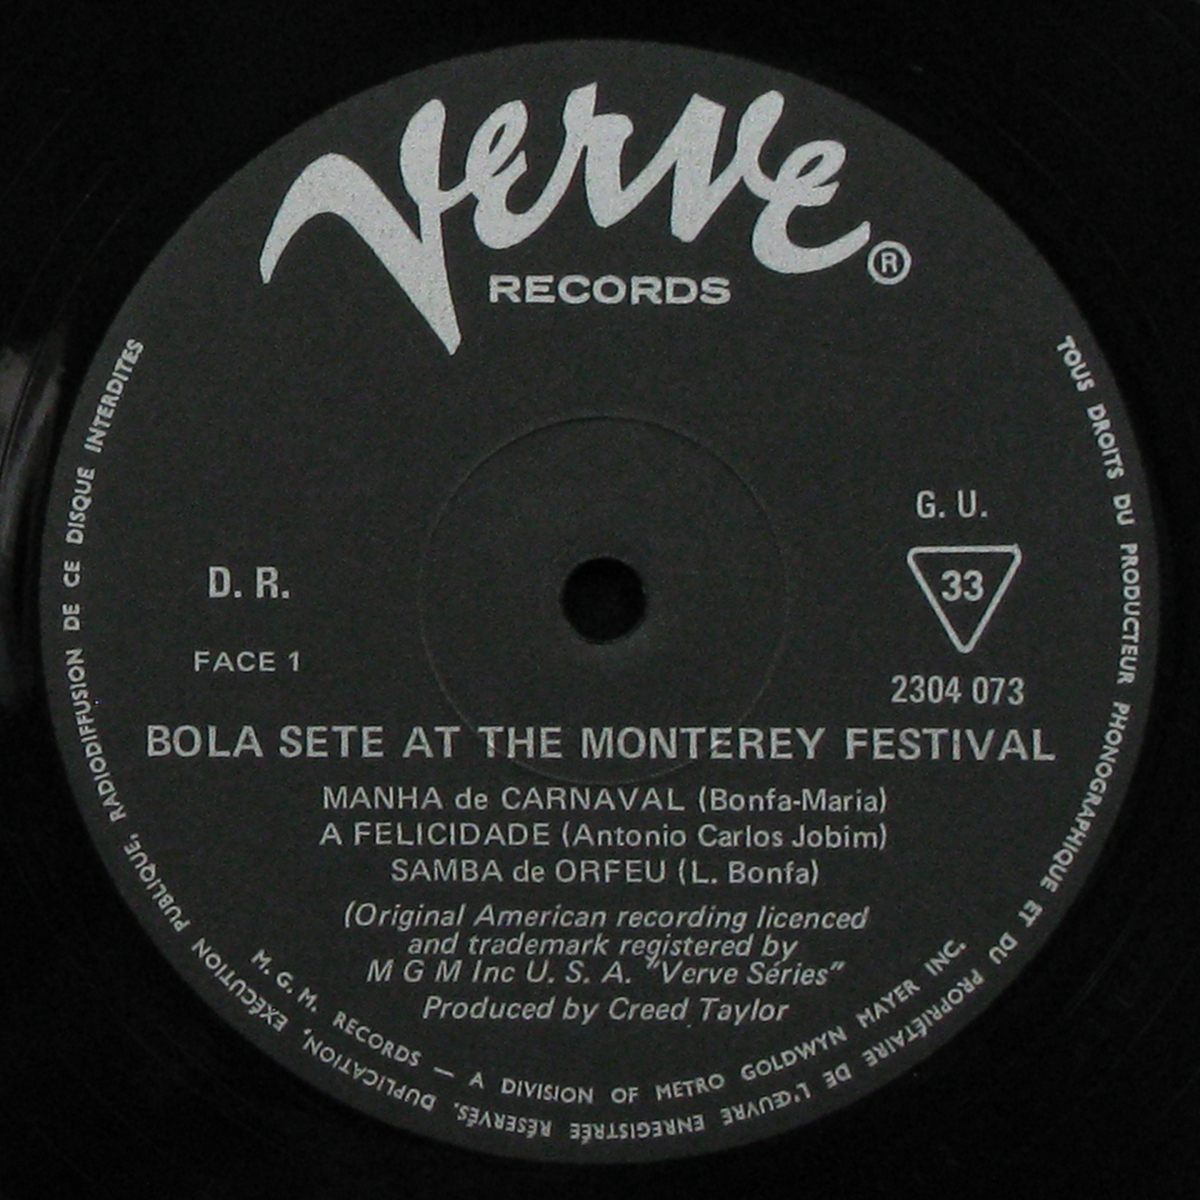 Verve ®
RECORDS
G. U.
33
D. R.
FACE 1
2304 073
BOLA SETE AT THE MONTEREY FESTIVAL
MANHA de CARNAVAL (Bonfa-Maria)
A FELICIDADE (Antonio Carlos Jobim)
SAMBA de ORFEU (L. Bonfa)
(Original American recording licenced
and trademark registered by
M G M Inc U. S. A. "Verve Séries"
Produced by Creed Taylor
M. G. M. RECORDS — A DIVISION OF METRO GOLDWYN MAYER INC.
TOUS DROITS DU PRODUCTEUR PHONOGRAPHIQUE ET DU PROPRIÉTAIRE DE L'ŒUVRE ENREGISTRÉE RÉSERVÉS. DUPLICATION, EXÉCUTION PUBLIQUE, RADIODIFFUSION DE CE DISQUE INTERDITES